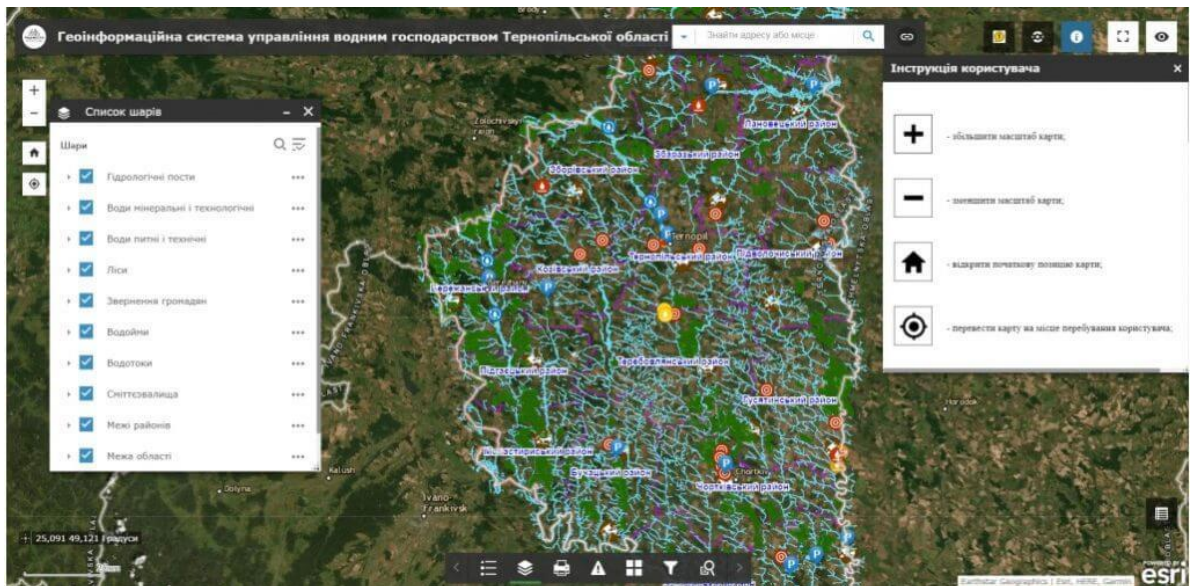 Геоінформаційна система управління водним господарством Тернопільської області
Знайти адресу або місце
Інструкція користувача
- збільшити масштаб карти;
- зменшити масштаб карти;
- відкрити початкову позицію карти;
- перевести карту на місце перебування користувача;
Список шарів
Шари
Гідрологічні пости
Води мінеральні і технологічні
Води питні і технічні
Ліси
Звернення громадян
Водойми
Водотоки
Сміттєзвалища
Межі районів
Межа області
Лановецький район
Збаразький район
Зборівський район
Ternopil
Тернопільський район
Підволочиський район
Козівський район
Бережанський район
Теребовлянський район
Підгаєцький район
Гусятинський район
Бучацький район
Chortkiv
Чортківський район
Horodok
Kalush
Dolyna
Ivano-
Frankivsk
25,091 49,121 Градуси
Earthstar Geographics | Esri, HERE, Garmin
POWERED BY
esri